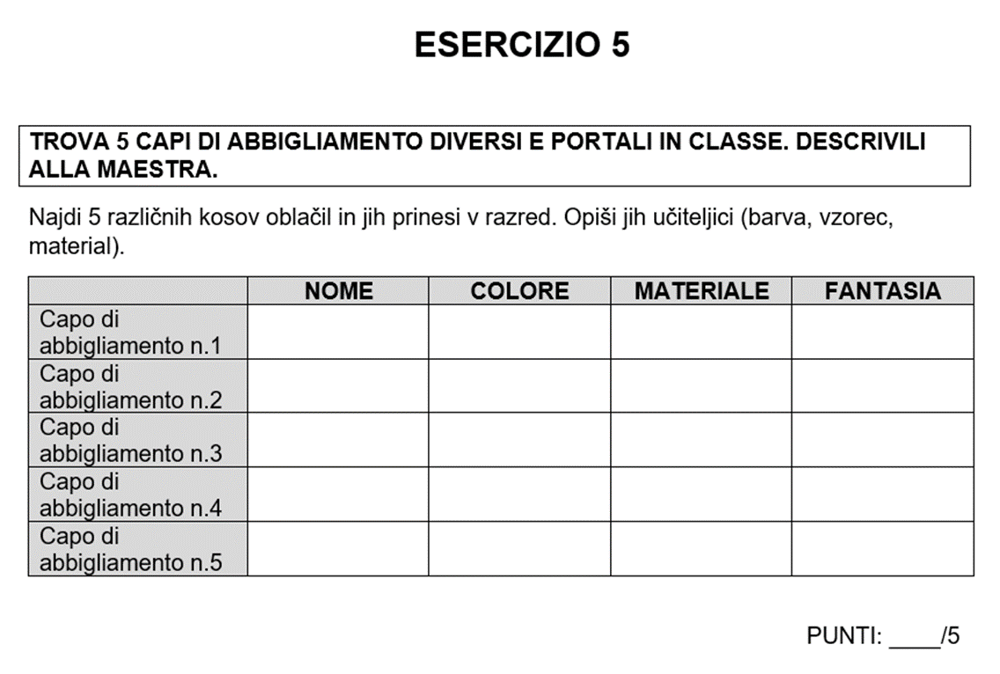 ESERCIZIO 5
TROVA 5 CAPI DI ABBIGLIAMENTO DIVERSI E PORTALI IN CLASSE. DESCRIVILI
ALLA MAESTRA.
Najdi 5 različnih kosov oblačil in jih prinesi v razred. Opiši jih učiteljici (barva, vzorec,
material).
NOME COLORE MATERIALE FANTASIA
Capo di
abbigliamento n.1
Capo di
abbigliamento n.2
Capo di
abbigliamento n.3
Capo di
abbigliamento n.4
Capo di
abbigliamento n.5
PUNTI: ____/5